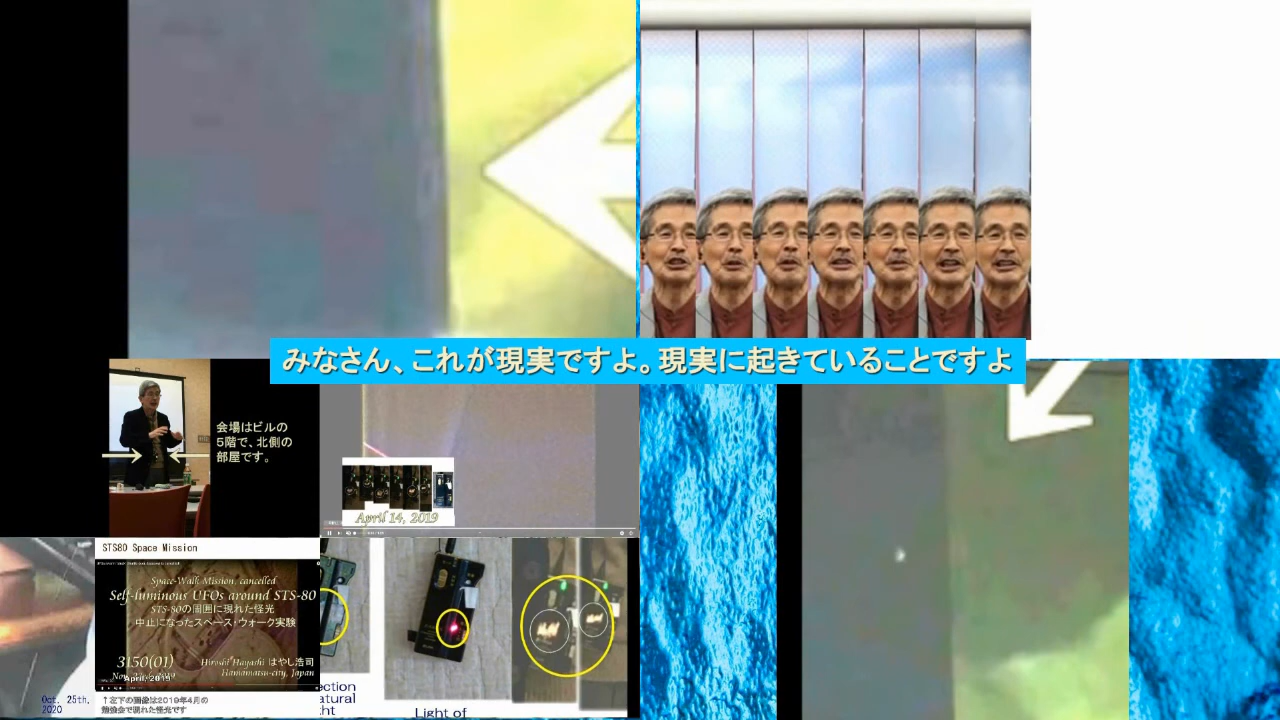 みなさん、これが現実ですよ。現実に起きていることですよ
会場はビルの
5階で、北側の
部屋です。
April 14, 2019
STS80 Space Mission
Space-Walk Mission, cancelled
Self-luminous UFOs around STS-80
STS-80の周囲に現れた怪光
中止になったスペース・ウォーク実験
3150(01)
Hiroshi Hayashi はやし浩司
Hamamatsu-city, Japan
April, 2019
Oct. 25th,
2020
↑左下の画像は2019年4月の
勉強会で現れた怪光です
ection
atural
ht
Light of